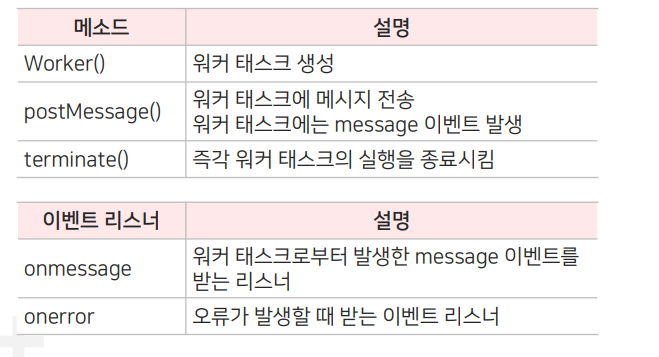 메소드 설명
Worker() 워커 태스크 생성
postMessage() 워커 태스크에 메시지 전송
워커 태스크에는 message 이벤트 발생
terminate() 즉각 워커 태스크의 실행을 종료시킴
이벤트 리스너 설명
onmessage 워커 태스크로부터 발생한 message 이벤트를
받는 리스너
onerror 오류가 발생할 때 받는 이벤트 리스너